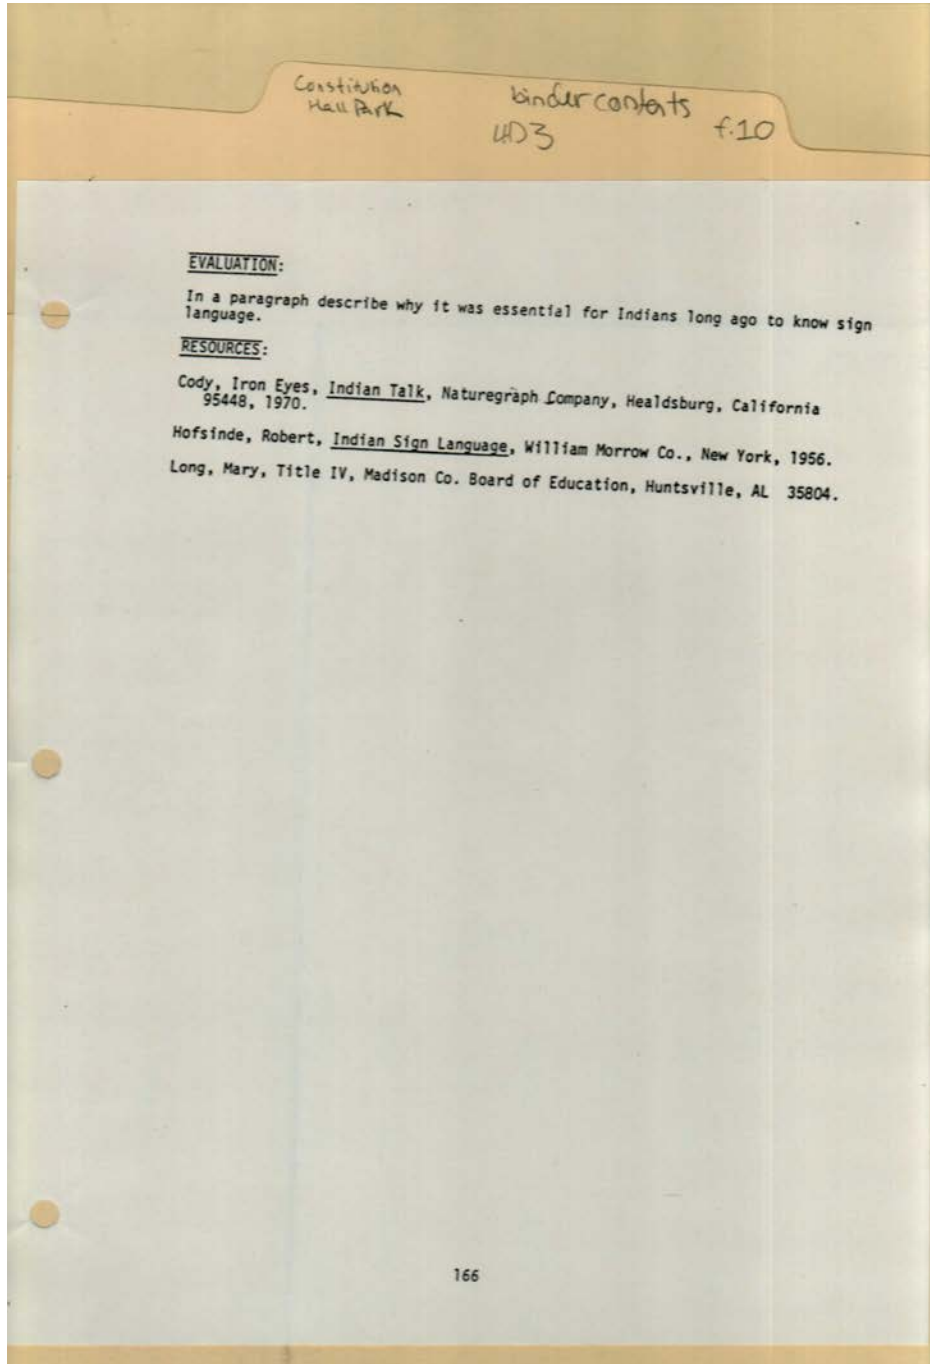 Constitution
Hall Park
binder contents
4D3
f.10
EVALUATION:
In a paragraph describe why it was essential for Indians long ago to know sign
language.
RESOURCES:
Cody, Iron Eyes, Indian Talk, Naturegraph Company, Healdsburg, California
95448, 1970.
Hofsinde, Robert, Indian Sign Language, William Morrow Co., New York, 1956.
Long, Mary, Title IV, Madison Co. Board of Education, Huntsville, AL 35804.
166